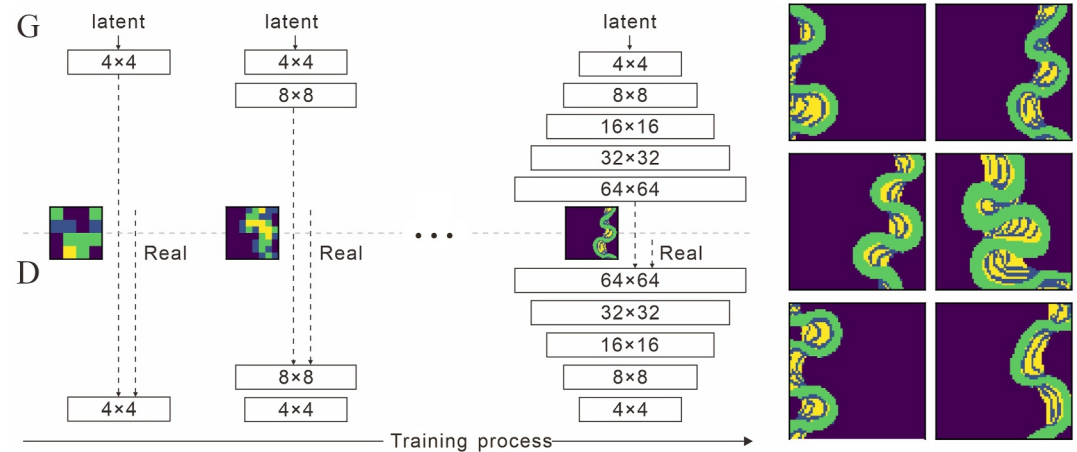 G
latent
latent
latent
4×4
4×4
4×4
8×8
8×8
16×16
32×32
64×64
...
Real
Real
Real
D
64×64
32×32
16×16
8×8
8×8
4×4
4×4
4×4
Training process